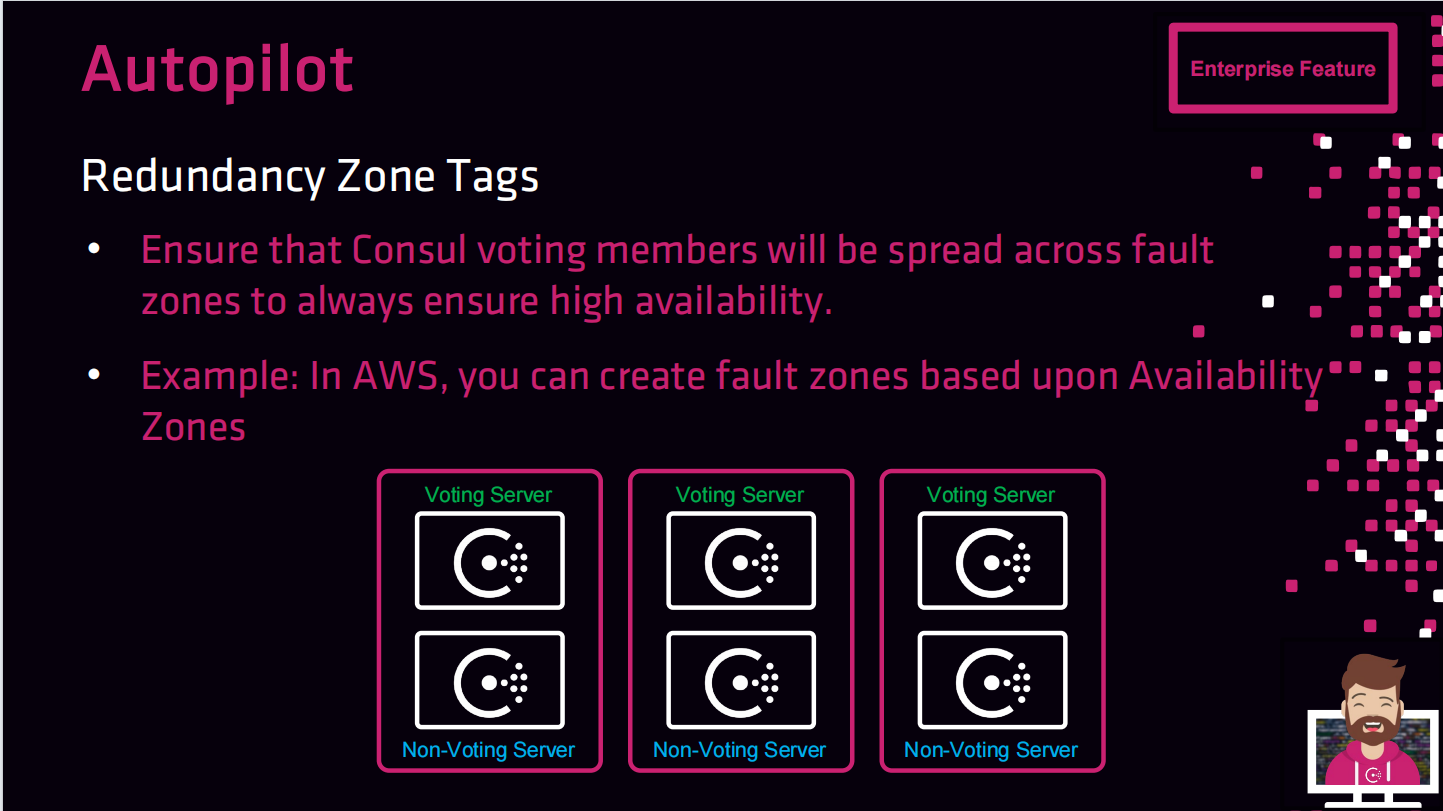 Autopilot
Enterprise Feature
Redundancy Zone Tags
• Ensure that Consul voting members will be spread across fault
zones to always ensure high availability.
• Example: In AWS, you can create fault zones based upon Availability
Zones
Voting Server
Voting Server
Voting Server
Non-Voting Server
Non-Voting Server
Non-Voting Server